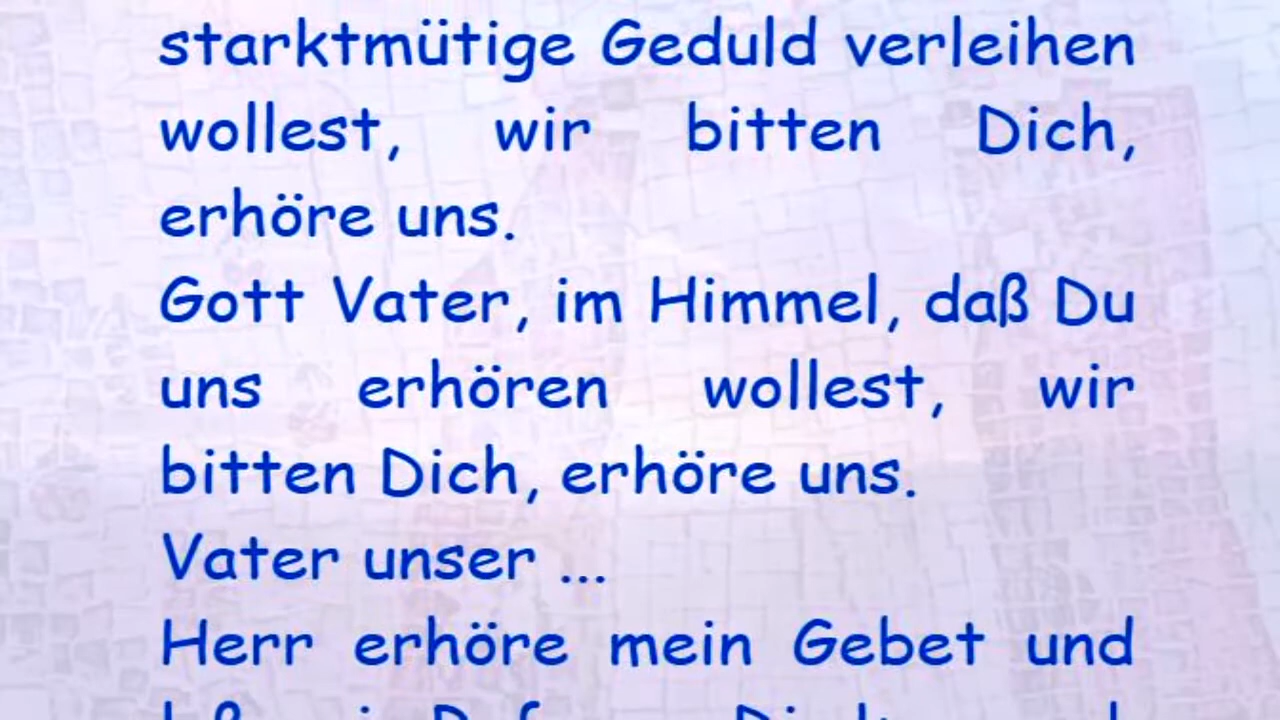 starktmütige Geduld verleihen
wollest, wir bitten Dich,
erhöre uns.
Gott Vater, im Himmel, daß Du
uns erhören wollest, wir
bitten Dich, erhöre uns.
Vater unser ...
Herr erhöre mein Gebet und